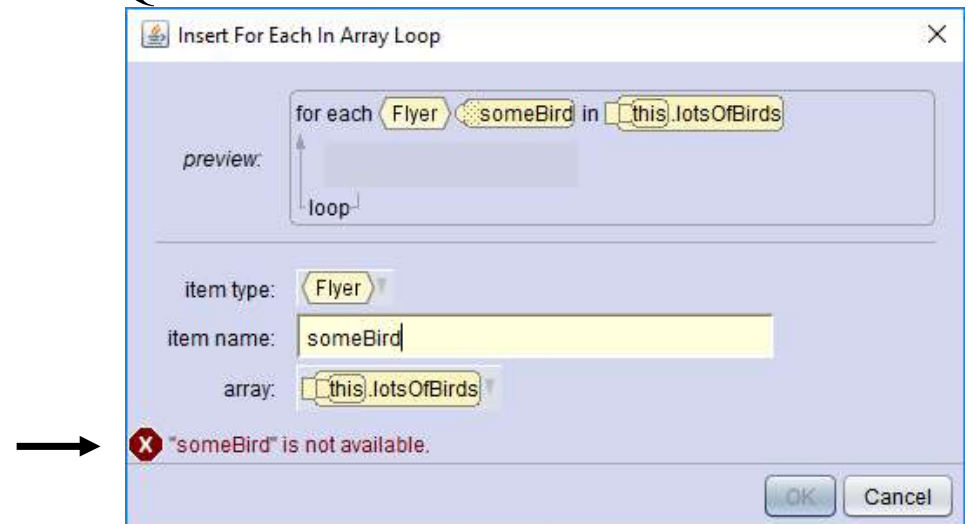 Insert For Each In Array Loop
for each Flyer someBird in this.lotsOfBirds
preview:
loop
item type: Flyer
item name: someBird
array: this.lotsOfBirds
X "someBird" is not available.
OK Cancel